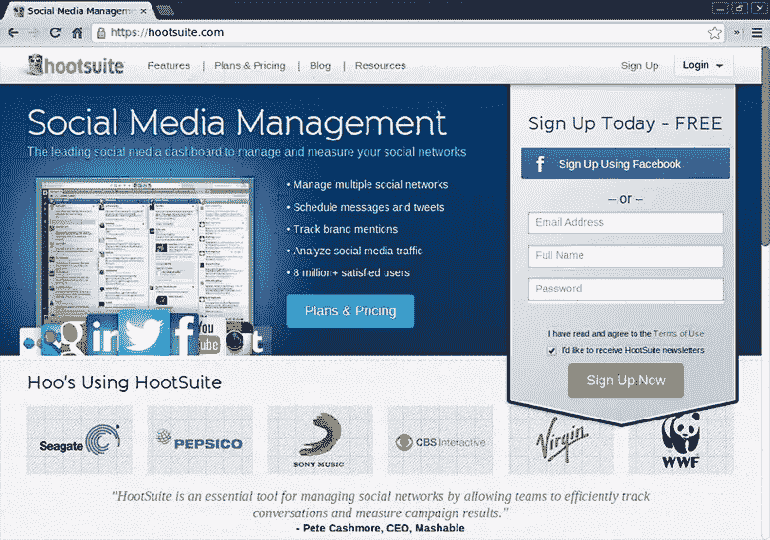 Social Media Managem
https://hootsuite.com
hootsuite
Features | Plans & Pricing | Blog | Resources
Sign Up
Login
Social Media Management
The leading social media dashboard to manage and measure your social networks
• Manage multiple social networks
• Schedule messages and tweets
• Track brand mentions
• Analyze social media traffic
• 8 million+ satisfied users
Plans & Pricing
Sign Up Today - FREE
f Sign Up Using Facebook
– or –
Email Address
Full Name
Password
I have read and agree to the Terms of Use
I'd like to receive HootSuite newsletters
Sign Up Now
g in f You Tube t
Hoo's Using HootSuite
Seagate
PEPSICO
SONY MUSIC
CBS Interactive
Virgin
WWF
"HootSuite is an essential tool for managing social networks by allowing teams to efficiently track
conversations and measure campaign results."
- Pete Cashmore, CEO, Mashable